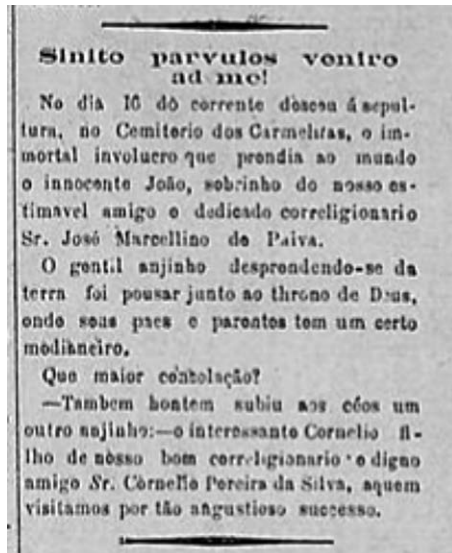 Sinite parvulos venire
ad me!
No dia 16 do corrente desceu á sepul-
tura, no Cemiterio dos Carmelitas, o im-
mortal involucro que prendia ao mundo
o innocente João, sobrinho do nosso es-
timavel amigo e dedicado correligionario
Sr. José Marcellino de Paiva.
O gentil anjinho desprendendo-se da
terra foi pousar junto ao throno de Deus,
onde seus paes e parentes tem um certo
medianeiro.
Que maior consolação?
—Tambem hontem subiu aos céos um
outro anjinho:—o interessante Cornelio fi-
lho de nosso bom correligionario e digno
amigo Sr. Cornelio Pereira da Silva, aquem
visitamos por tão angustioso successo.